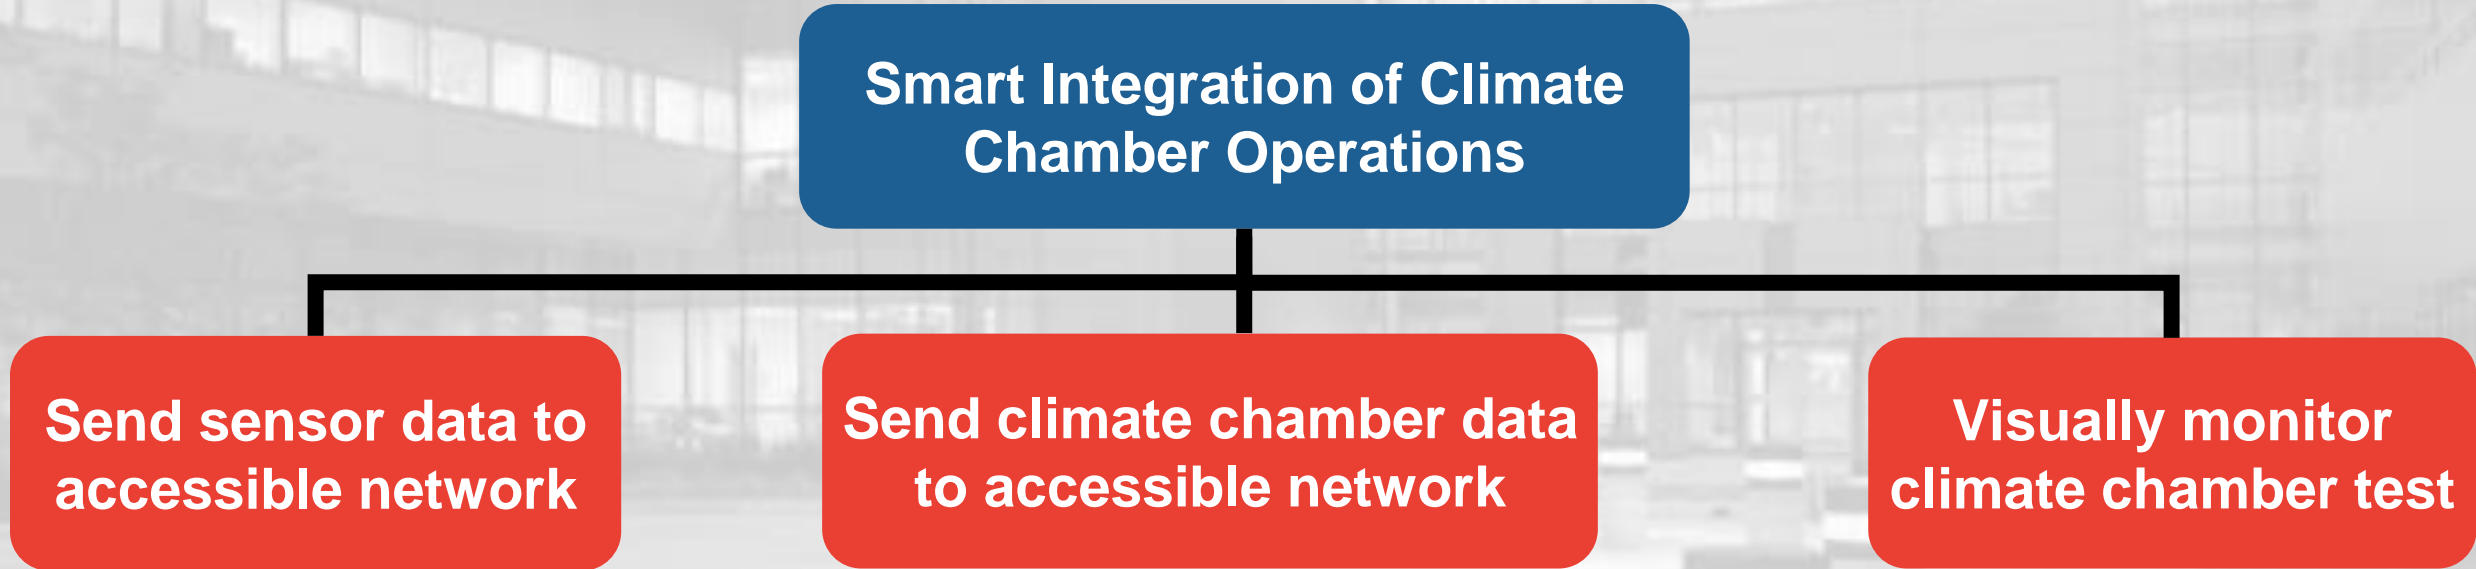 Smart Integration of Climate
Chamber Operations
Send sensor data to
accessible network
Send climate chamber data
to accessible network
Visually monitor
climate chamber test